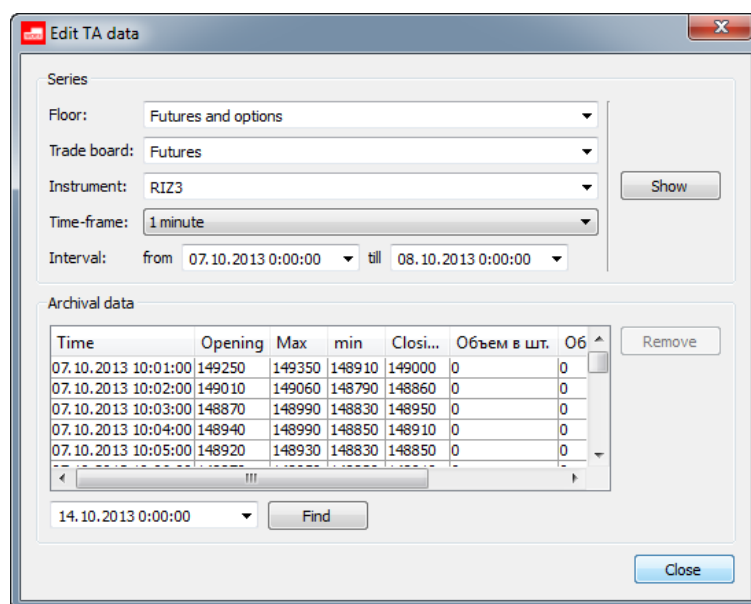 Edit TA data
Series
Floor: Futures and options
Trade board: Futures
Instrument: RIZ3 Show
Time-frame: 1 minute
Interval: from 07.10.2013 0:00:00 till 08.10.2013 0:00:00
Archival data
Time Opening Max min Closi... Объем в шт. Об Remove
07.10.2013 10:01:00 149250 149350 148910 149000 0 0
07.10.2013 10:02:00 149010 149060 148790 148860 0 0
07.10.2013 10:03:00 148870 148990 148830 148950 0 0
07.10.2013 10:04:00 148940 148990 148850 148910 0 0
07.10.2013 10:05:00 148920 148930 148830 148850 0 0
14.10.2013 0:00:00 Find
Close